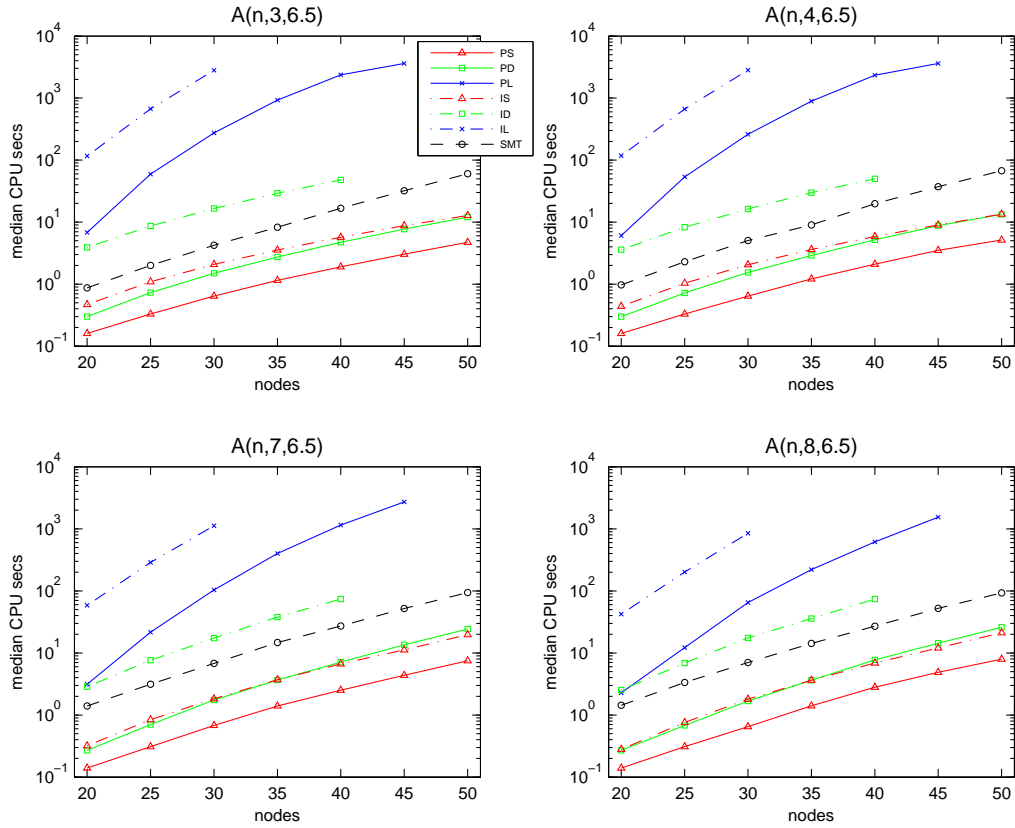 A(n,3,6.5)
10^4
10^3
10^2
10^1
10^0
10^−1
median CPU secs
20 25 30 35 40 45 50
nodes
PS
PD
PL
IS
ID
IL
SMT
A(n,4,6.5)
10^4
10^3
10^2
10^1
10^0
10^−1
median CPU secs
20 25 30 35 40 45 50
nodes
A(n,7,6.5)
10^4
10^3
10^2
10^1
10^0
10^−1
median CPU secs
20 25 30 35 40 45 50
nodes
A(n,8,6.5)
10^4
10^3
10^2
10^1
10^0
10^−1
median CPU secs
20 25 30 35 40 45 50
nodes